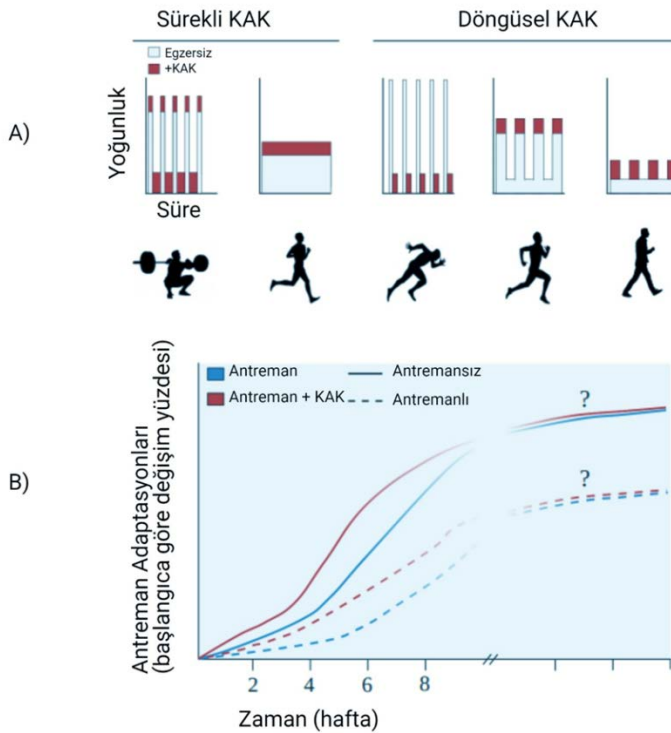 Sürekli KAK
Döngüsel KAK
Egzersiz
+KAK
A)
Yoğunluk
Süre
Antreman
Antremansız
Antreman + KAK
Antremanlı
?
?
B)
Antreman Adaptasyonları
(başlangıca göre değişim yüzdesi)
2 4 6 8
Zaman (hafta)